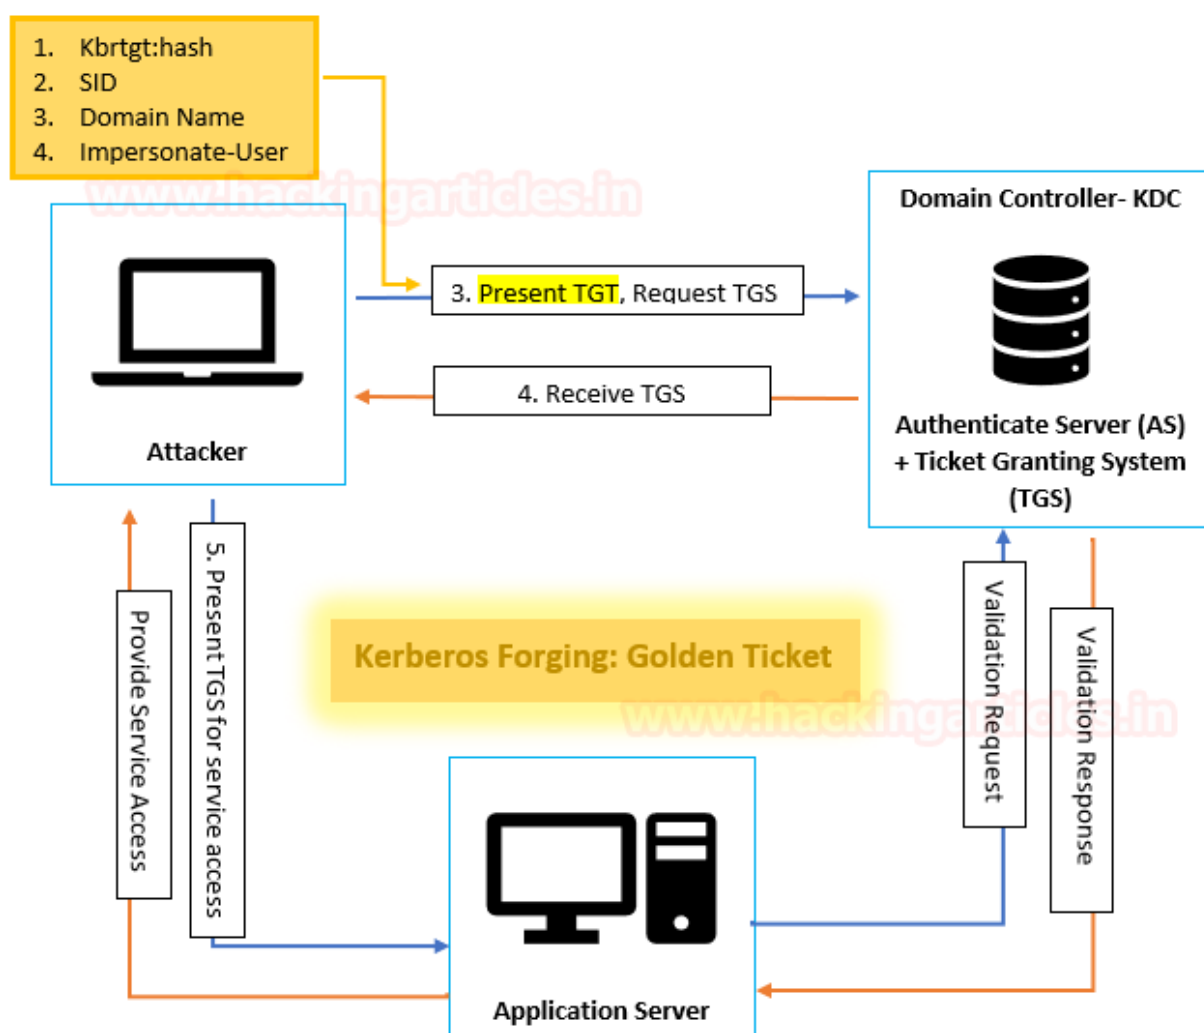 1. Kbrtgt:hash
2. SID
3. Domain Name
4. Impersonate-User
www.hackingarticles.in
Domain Controller- KDC
3. Present TGT, Request TGS
4. Receive TGS
Attacker
Authenticate Server (AS)
+ Ticket Granting System
(TGS)
Provide Service Access
5. Present TGS for service access
Kerberos Forging: Golden Ticket
Validation Request
Validation Response
www.hackingarticles.in
Application Server